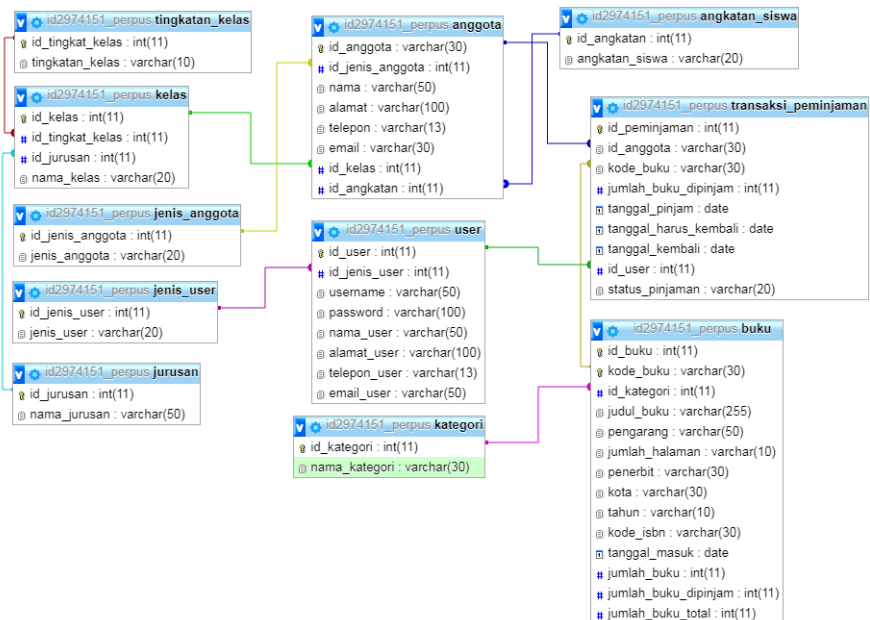 id2974151_perpus tingkatan_kelas
id_tingkat_kelas : int(11)
tingkatan_kelas : varchar(10)
id2974151_perpus kelas
id_kelas : int(11)
id_tingkat_kelas : int(11)
id_jurusan : int(11)
nama_kelas : varchar(20)
id2974151_perpus jenis_anggota
id_jenis_anggota : int(11)
jenis_anggota : varchar(20)
id2974151_perpus jenis_user
id_jenis_user : int(11)
jenis_user : varchar(20)
id2974151_perpus jurusan
id_jurusan : int(11)
nama_jurusan : varchar(50)
id2974151_perpus anggota
id_anggota : varchar(30)
id_jenis_anggota : int(11)
nama : varchar(50)
alamat : varchar(100)
telepon : varchar(13)
email : varchar(30)
id_kelas : int(11)
id_angkatan : int(11)
id2974151_perpus user
id_user : int(11)
id_jenis_user : int(11)
username : varchar(50)
password : varchar(100)
nama_user : varchar(50)
alamat_user : varchar(100)
telepon_user : varchar(13)
email_user : varchar(50)
id2974151_perpus kategori
id_kategori : int(11)
nama_kategori : varchar(30)
id2974151_perpus angkatan_siswa
id_angkatan : int(11)
angkatan_siswa : varchar(20)
id2974151_perpus transaksi_peminjaman
id_peminjaman : int(11)
id_anggota : varchar(30)
kode_buku : varchar(30)
jumlah_buku_dipinjam : int(11)
tanggal_pinjam : date
tanggal_harus_kembali : date
tanggal_kembali : date
id_user : int(11)
status_pinjaman : varchar(20)
id2974151_perpus buku
id_buku : int(11)
kode_buku : varchar(30)
id_kategori : int(11)
judul_buku : varchar(255)
pengarang : varchar(50)
jumlah_halaman : varchar(10)
penerbit : varchar(30)
kota : varchar(30)
tahun : varchar(10)
kode_isbn : varchar(30)
tanggal_masuk : date
jumlah_buku : int(11)
jumlah_buku_dipinjam : int(11)
jumlah_buku_total : int(11)